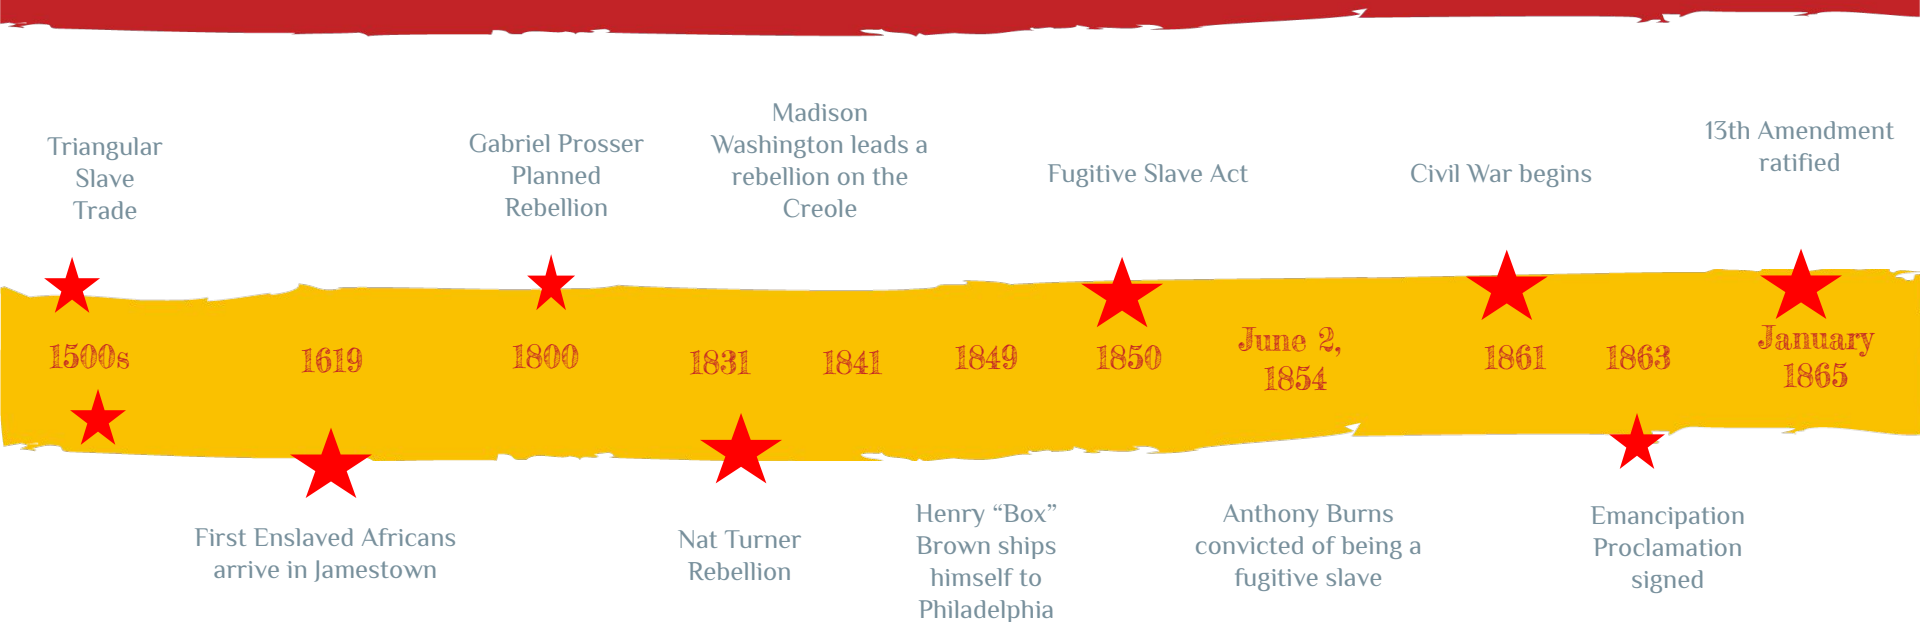 Triangular
Slave
Trade
Gabriel Prosser
Planned
Rebellion
Madison
Washington leads a
rebellion on the
Creole
Fugitive Slave Act
Civil War begins
13th Amendment
ratified
1500s
1619
1800
1831
1841
1849
1850
June 2,
1854
1861
1863
January
1865
First Enslaved Africans
arrive in Jamestown
Nat Turner
Rebellion
Henry “Box”
Brown ships
himself to
Philadelphia
Anthony Burns
convicted of being a
fugitive slave
Emancipation
Proclamation
signed